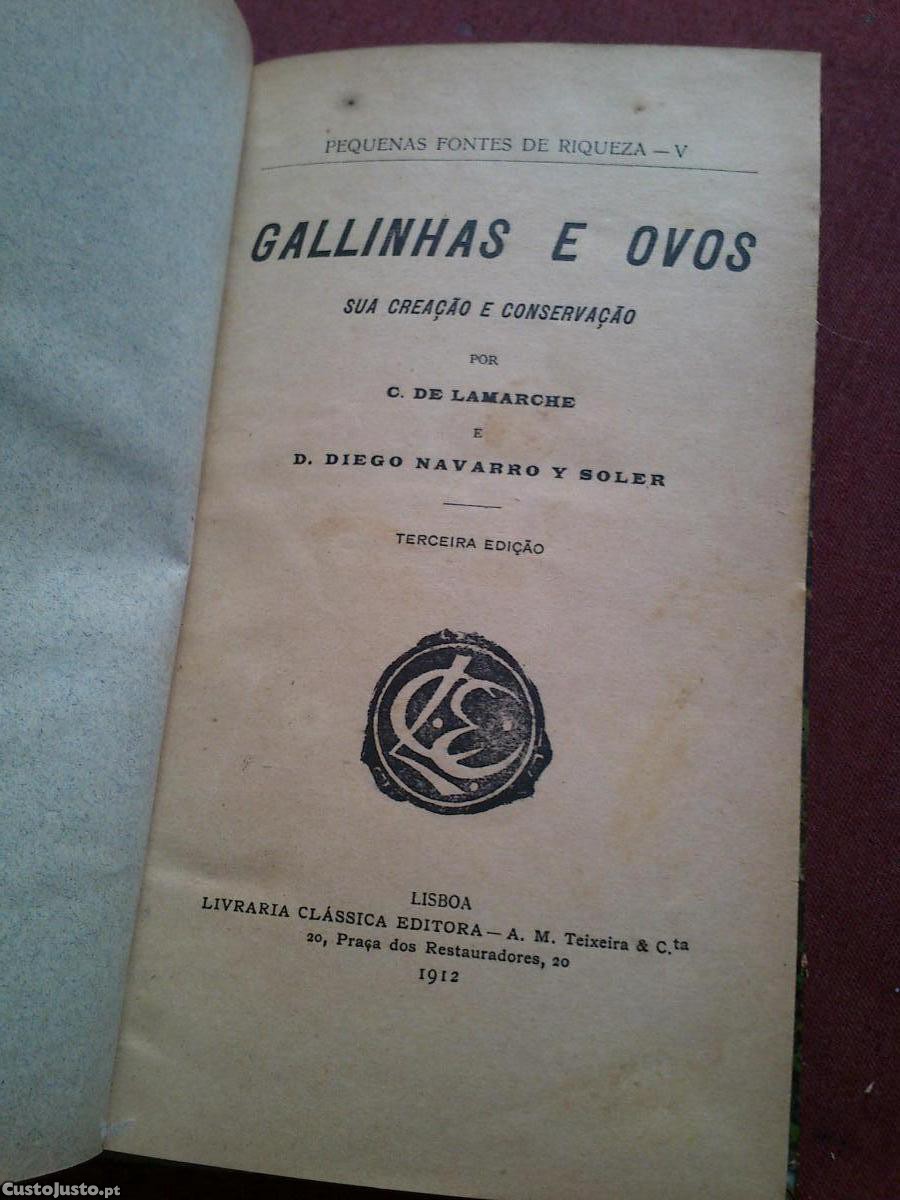 PEQUENAS FONTES DE RIQUEZA — V
GALLINHAS E OVOS
SUA CREAÇÃO E CONSERVAÇÃO
POR
C. DE LAMARCHE
E
D. DIEGO NAVARRO Y SOLER
TERCEIRA EDIÇÃO
LCE
LISBOA
LIVRARIA CLÁSSICA EDITORA — A. M. Teixeira & C.ta
20, Praça dos Restauradores, 20
1912
CustoJusto.pt